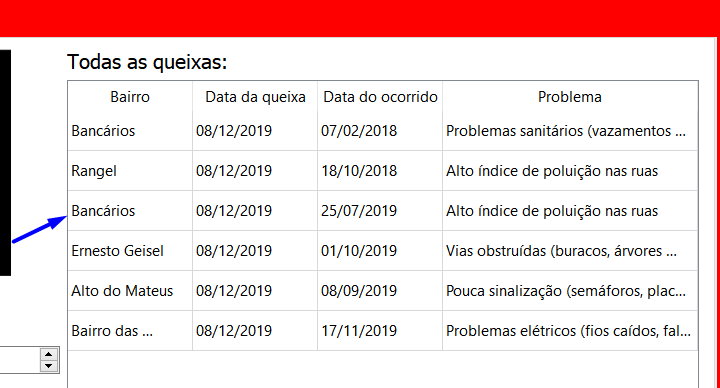 Todas as queixas:
Bairro Data da queixa Data do ocorrido Problema
Bancários 08/12/2019 07/02/2018 Problemas sanitários (vazamentos ...
Rangel 08/12/2019 18/10/2018 Alto índice de poluição nas ruas
Bancários 08/12/2019 25/07/2019 Alto índice de poluição nas ruas
Ernesto Geisel 08/12/2019 01/10/2019 Vias obstruídas (buracos, árvores ...
Alto do Mateus 08/12/2019 08/09/2019 Pouca sinalização (semáforos, plac...
Bairro das ... 08/12/2019 17/11/2019 Problemas elétricos (fios caídos, fal...